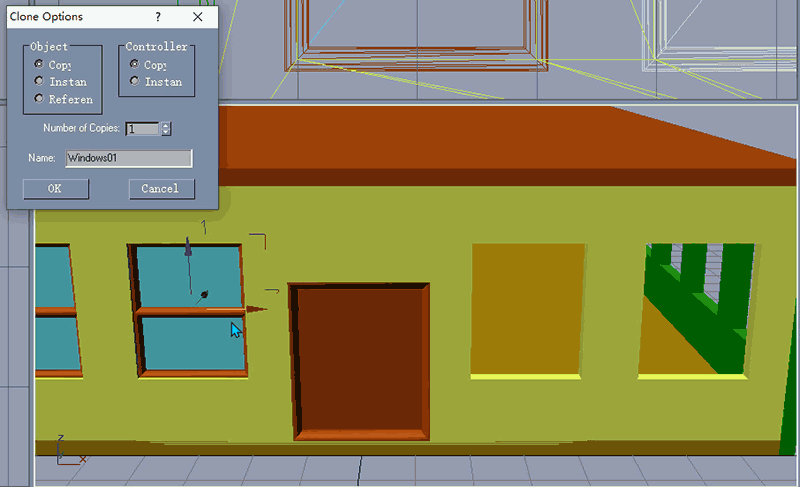 Clone Options ? ×
Object Controller
Copy Copy
Instan Instan
Referen
Number of Copies: 1
Name: Windows01
OK Cancel
Z
X